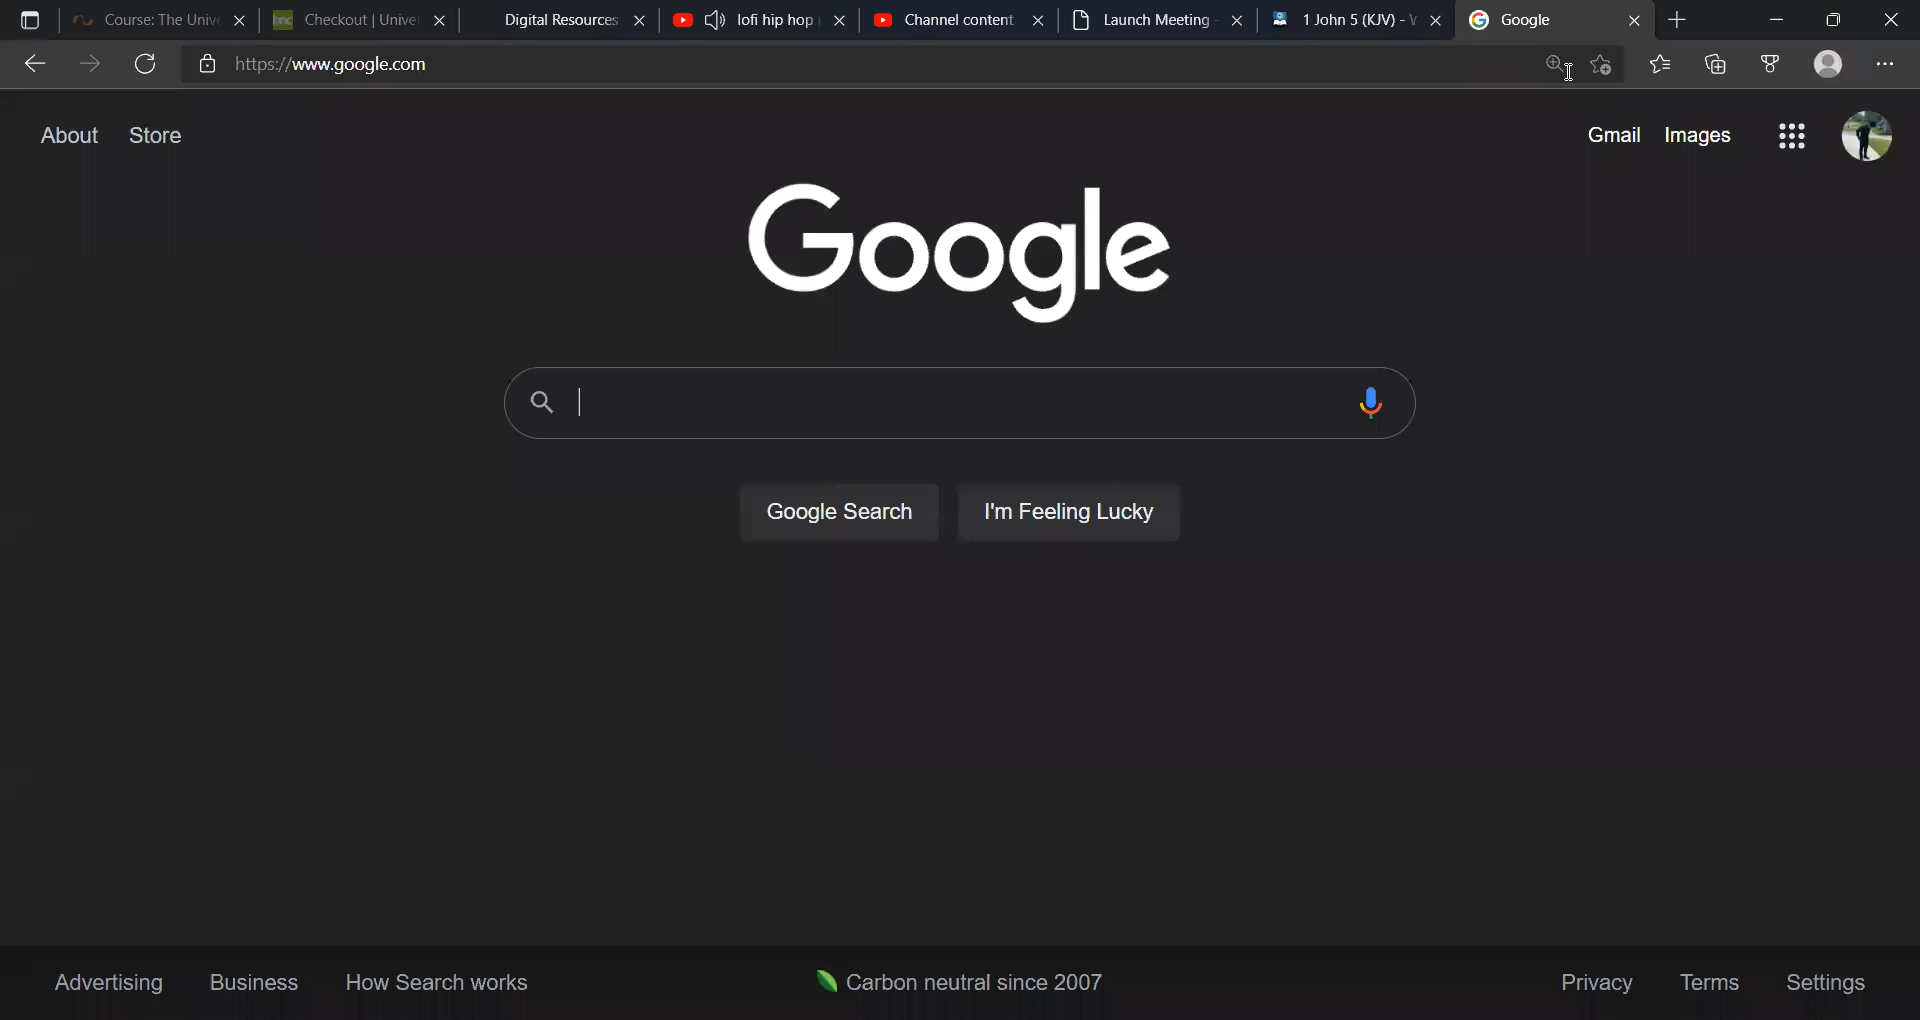 Course: The Unive
Checkout | Univer
Digital Resources
lofi hip hop
Channel content
Launch Meeting -
1 John 5 (KJV) - V
Google
https://www.google.com
About Store Gmail Images
Google
Google Search I'm Feeling Lucky
Advertising Business How Search works Carbon neutral since 2007 Privacy Terms Settings